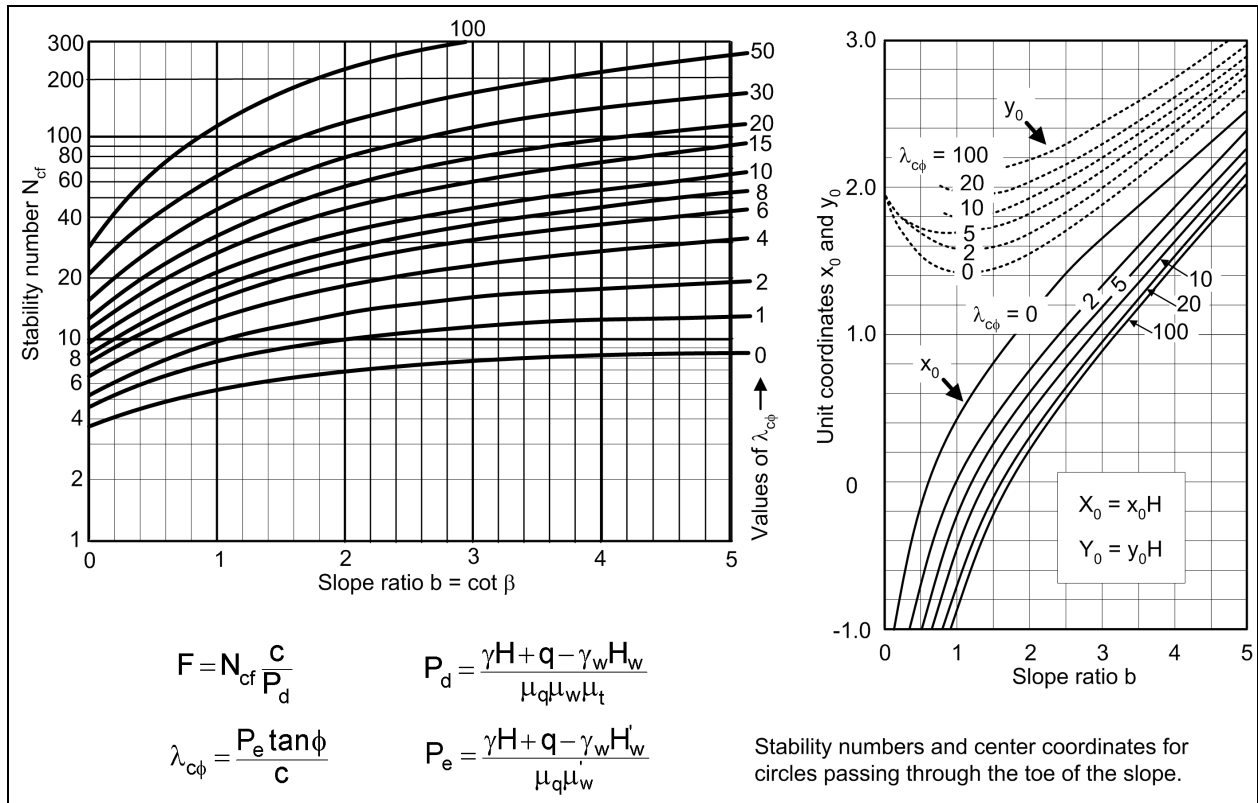 100
300
200
100
80
60
40
20
10
8
6
4
2
1
Stability number N_cf
0 1 2 3 4 5
Slope ratio b = cot β
50
30
20
15
10
8
6
4
2
1
0
Values of λ_cϕ
3.0
2.0
1.0
0
-1.0
Unit coordinates x_0 and y_0
y_0
λ_cϕ = 100
20
10
5
2
0
λ_cϕ = 0
2
5
10
20
100
x_0
X_0 = x_0H
Y_0 = y_0H
0 1 2 3 4 5
Slope ratio b
F = N_cf c / P_d
P_d = (γH + q − γ_wH_w) / (μ_qμ_wμ_t)
λ_cϕ = P_e tanϕ / c
P_e = (γH + q − γ_wH'_w) / (μ_qμ'_w)
Stability numbers and center coordinates for
circles passing through the toe of the slope.